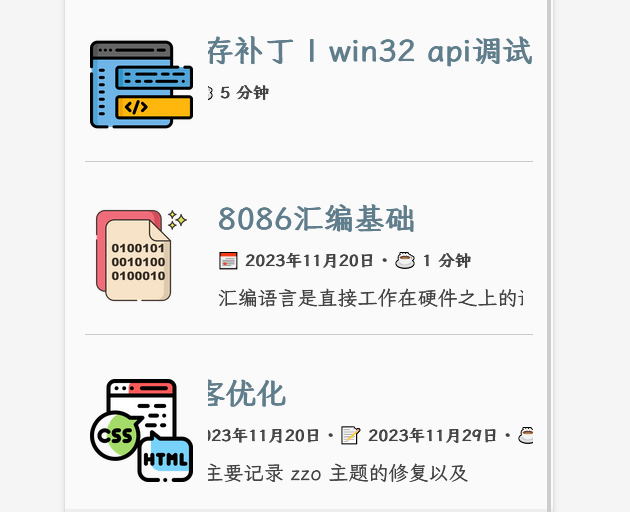 存补丁 | win32 api调试
5 分钟
8086汇编基础
2023年11月20日 · 1 分钟
汇编语言是直接工作在硬件之上的
0100101
0010100
0100010
客优化
023年11月20日 · 2023年11月29日 ·
主要记录 zzo 主题的修复以及
CSS
HTML